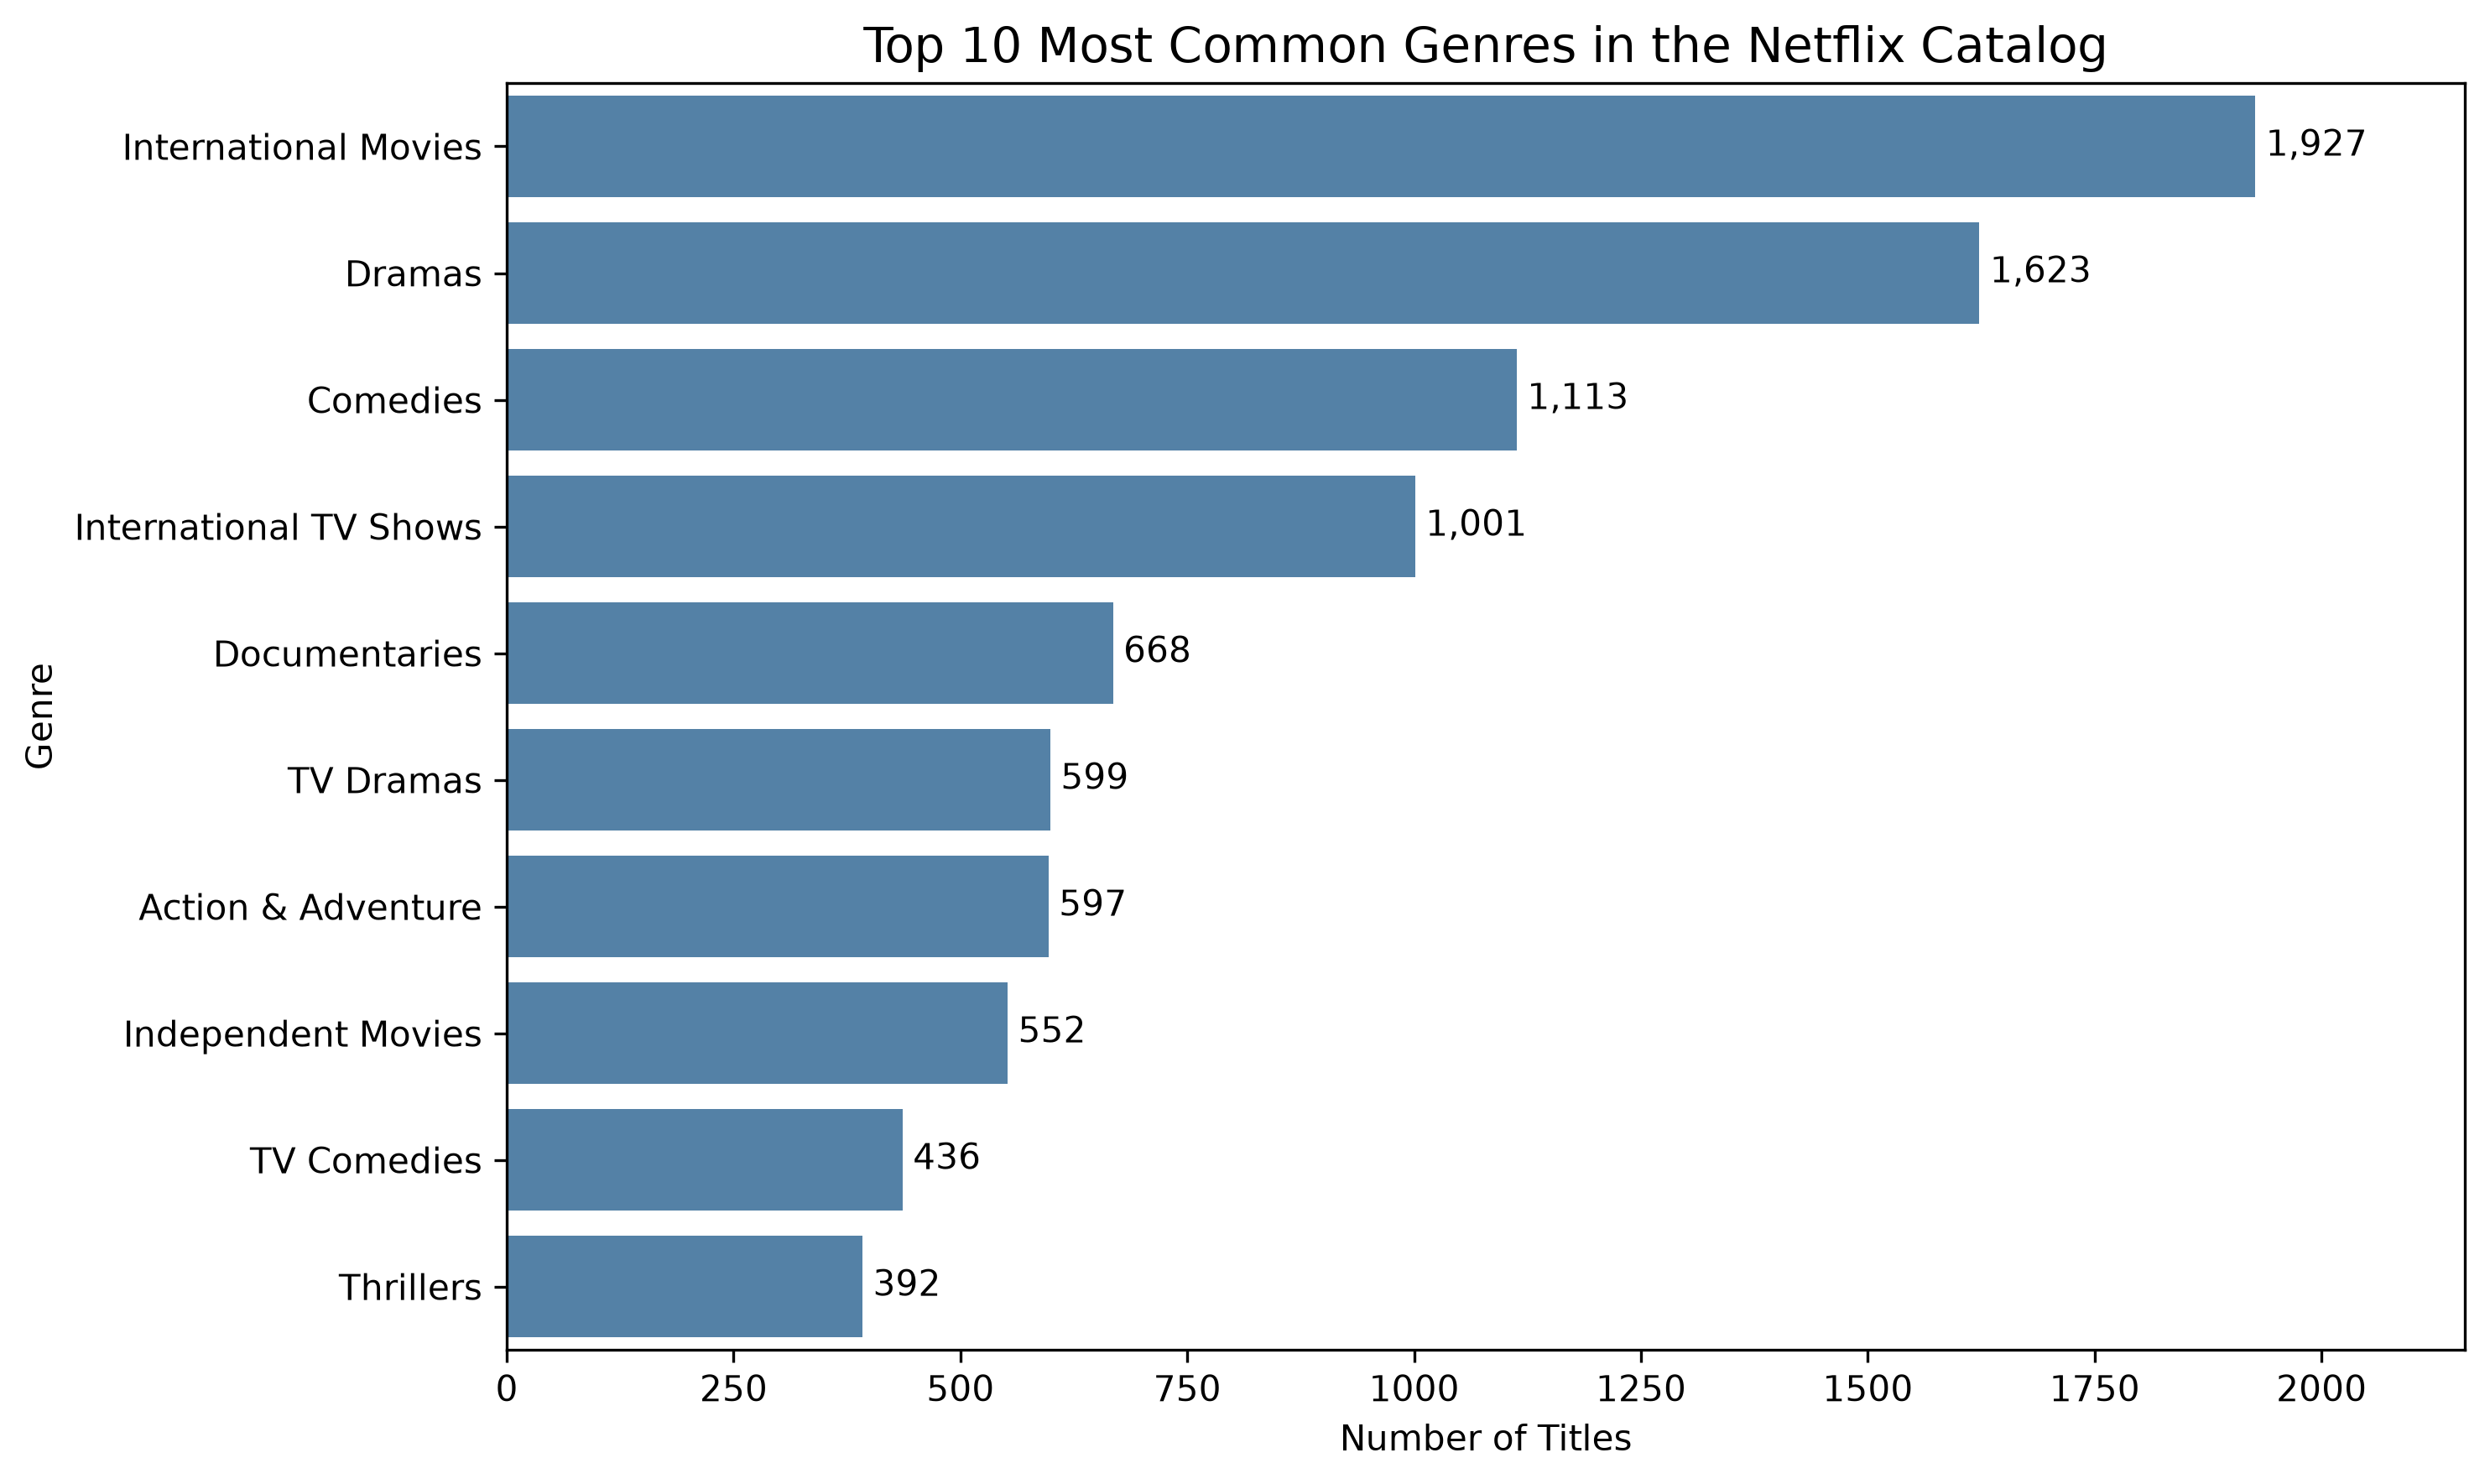 Top 10 Most Common Genres in the Netflix Catalog
International Movies 1,927
Dramas 1,623
Comedies 1,113
International TV Shows 1,001
Documentaries 668
TV Dramas 599
Action & Adventure 597
Independent Movies 552
TV Comedies 436
Thrillers 392
Genre
0 250 500 750 1000 1250 1500 1750 2000
Number of Titles